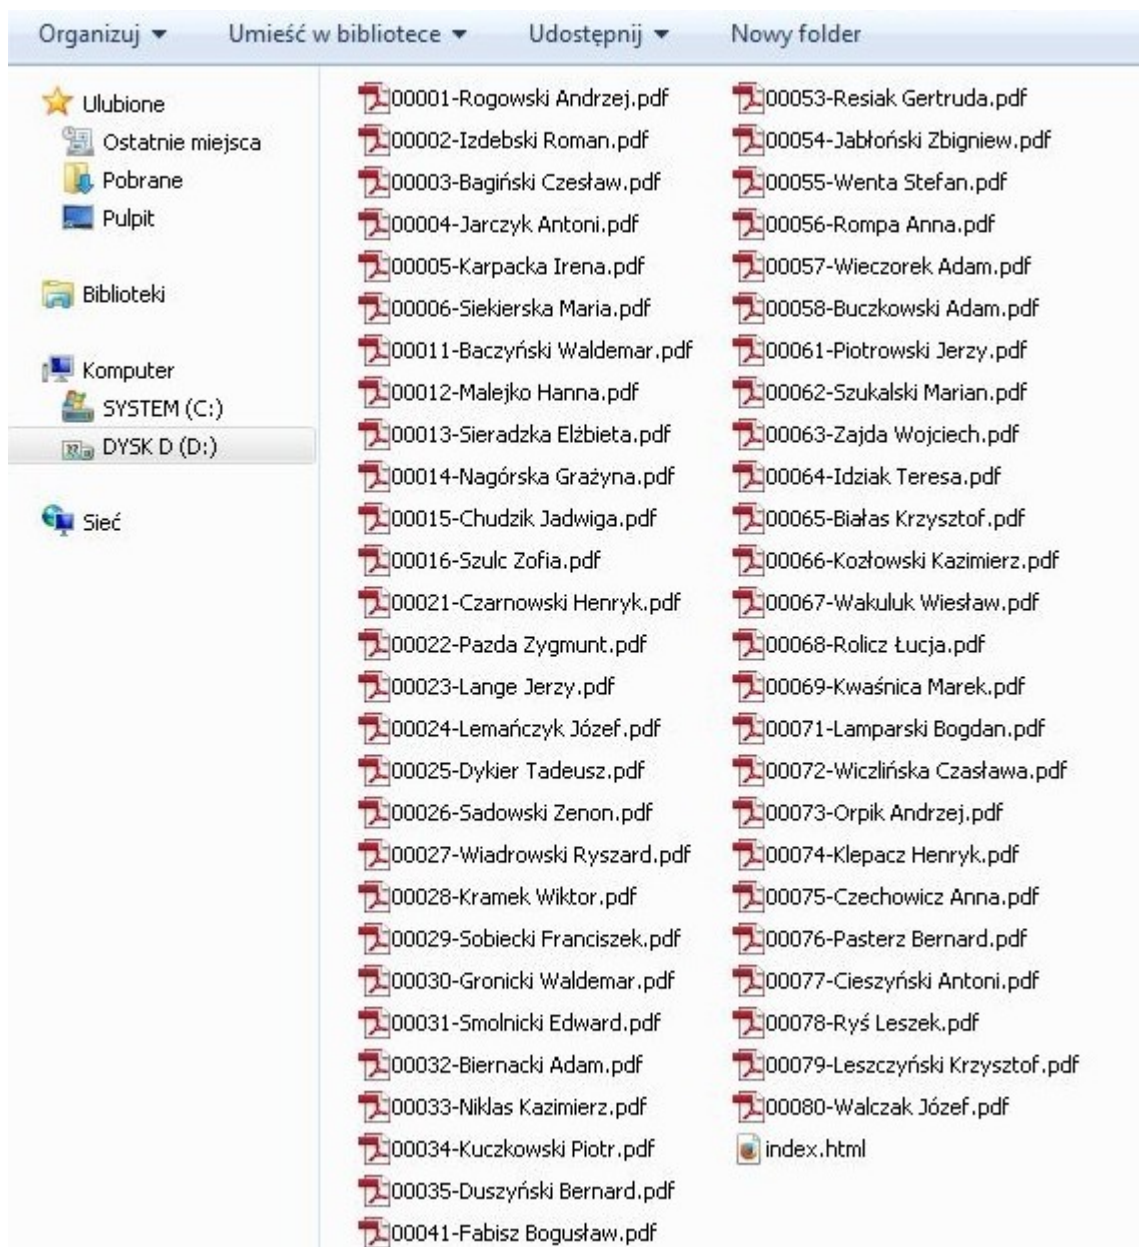 Organizuj Umieść w bibliotece Udostępnij Nowy folder
Ulubione
Ostatnie miejsca
Pobrane
Pulpit
Biblioteki
Komputer
SYSTEM (C:)
DYSK D (D:)
Sieć
00001-Rogowski Andrzej.pdf
00002-Izdebski Roman.pdf
00003-Bagiński Czesław.pdf
00004-Jarczyk Antoni.pdf
00005-Karpacka Irena.pdf
00006-Siekierska Maria.pdf
00011-Baczyński Waldemar.pdf
00012-Malejko Hanna.pdf
00013-Sieradzka Elżbieta.pdf
00014-Nagórska Grażyna.pdf
00015-Chudzik Jadwiga.pdf
00016-Szulc Zofia.pdf
00021-Czarnowski Henryk.pdf
00022-Pazda Zygmunt.pdf
00023-Lange Jerzy.pdf
00024-Lemańczyk Józef.pdf
00025-Dykier Tadeusz.pdf
00026-Sadowski Zenon.pdf
00027-Wiadrowski Ryszard.pdf
00028-Kramek Wiktor.pdf
00029-Sobiecki Franciszek.pdf
00030-Gronicki Waldemar.pdf
00031-Smolnicki Edward.pdf
00032-Biernacki Adam.pdf
00033-Niklas Kazimierz.pdf
00034-Kuczkowski Piotr.pdf
00035-Duszyński Bernard.pdf
00041-Fabisz Bogusław.pdf
00053-Resiak Gertruda.pdf
00054-Jabłoński Zbigniew.pdf
00055-Wenta Stefan.pdf
00056-Rompa Anna.pdf
00057-Wieczorek Adam.pdf
00058-Buczkowski Adam.pdf
00061-Piotrowski Jerzy.pdf
00062-Szukalski Marian.pdf
00063-Zajda Wojciech.pdf
00064-Idziak Teresa.pdf
00065-Białas Krzysztof.pdf
00066-Kozłowski Kazimierz.pdf
00067-Wakuluk Wiesław.pdf
00068-Rolicz Łucja.pdf
00069-Kwaśnica Marek.pdf
00071-Lamparski Bogdan.pdf
00072-Wiczlińska Czasława.pdf
00073-Orpik Andrzej.pdf
00074-Klepacz Henryk.pdf
00075-Czechowicz Anna.pdf
00076-Pasterz Bernard.pdf
00077-Cieszyński Antoni.pdf
00078-Ryś Leszek.pdf
00079-Leszczyński Krzysztof.pdf
00080-Walczak Józef.pdf
index.html